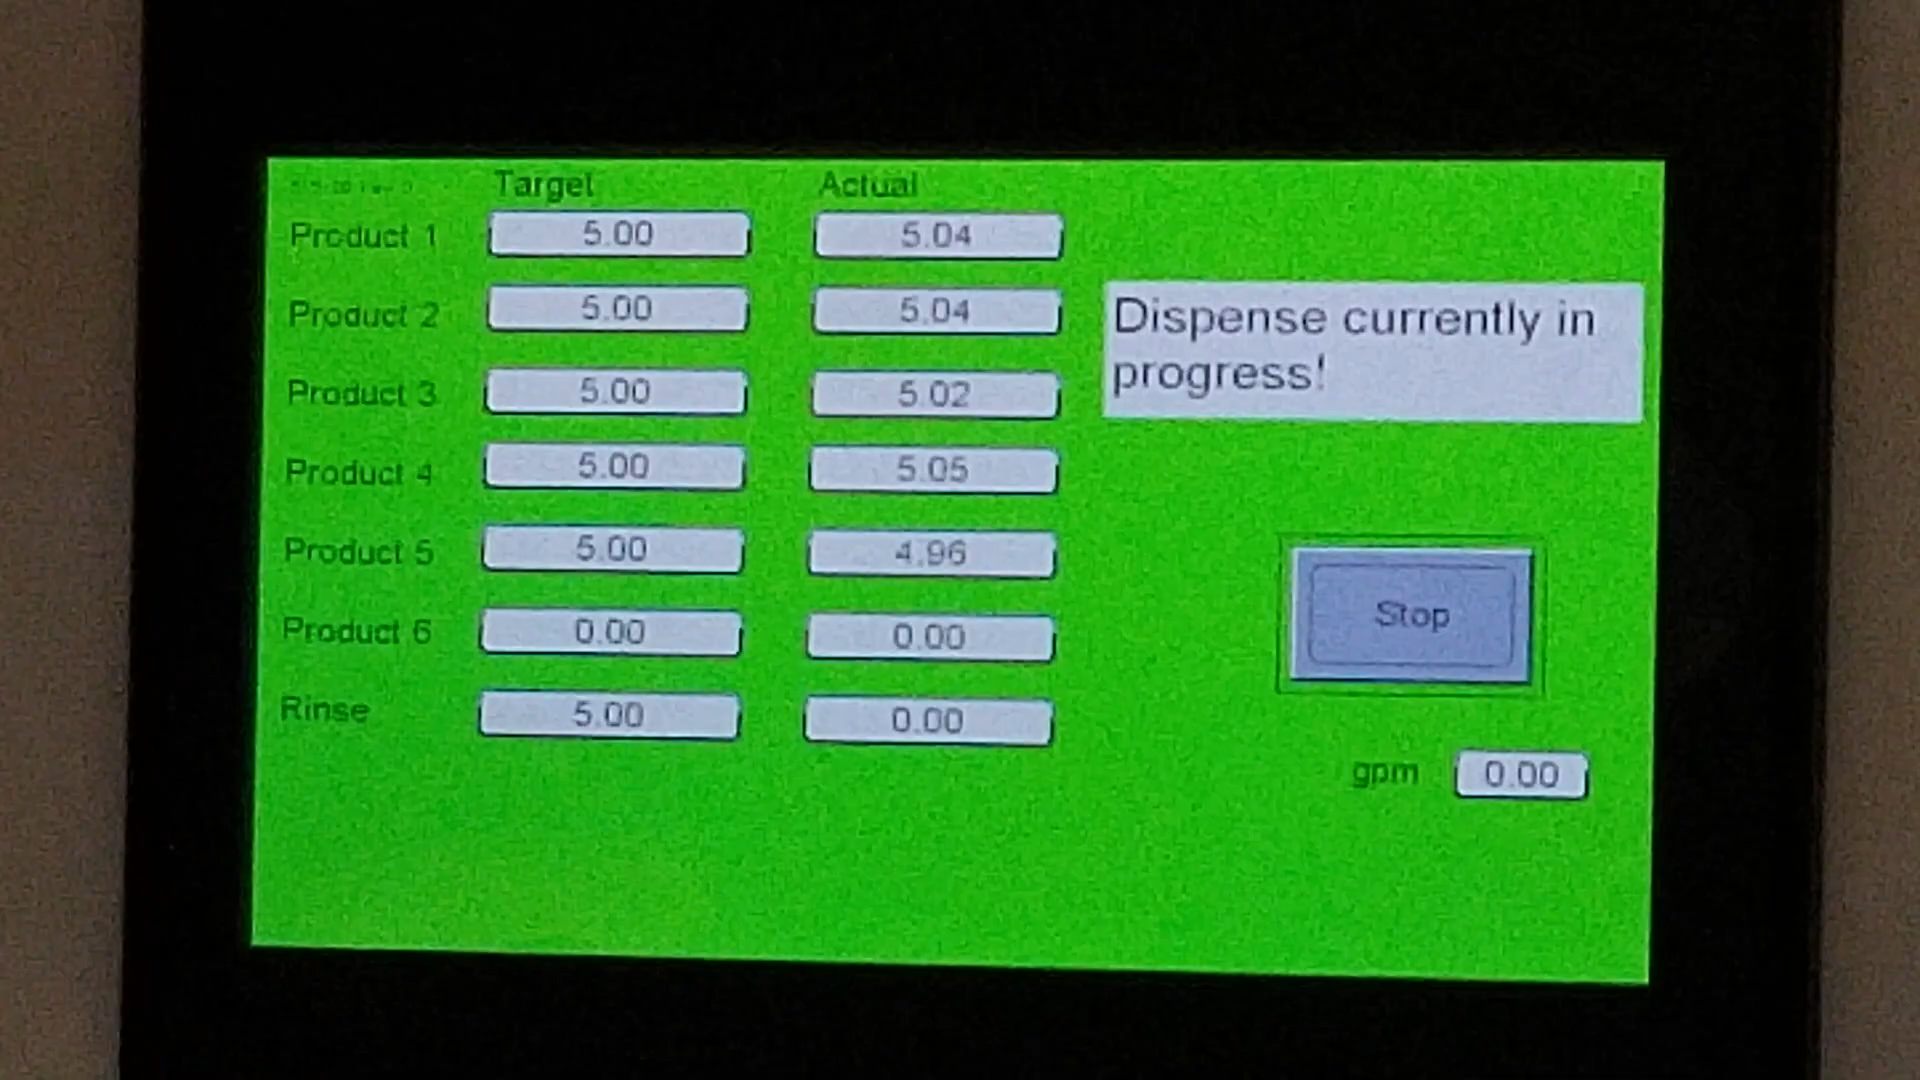 Target Actual
Product 1 5.00 5.04
Product 2 5.00 5.04
Dispense currently in
progress!
Product 3 5.00 5.02
Product 4 5.00 5.05
Product 5 5.00 4.96
Stop
Product 6 0.00 0.00
Rinse 5.00 0.00
gpm 0.00